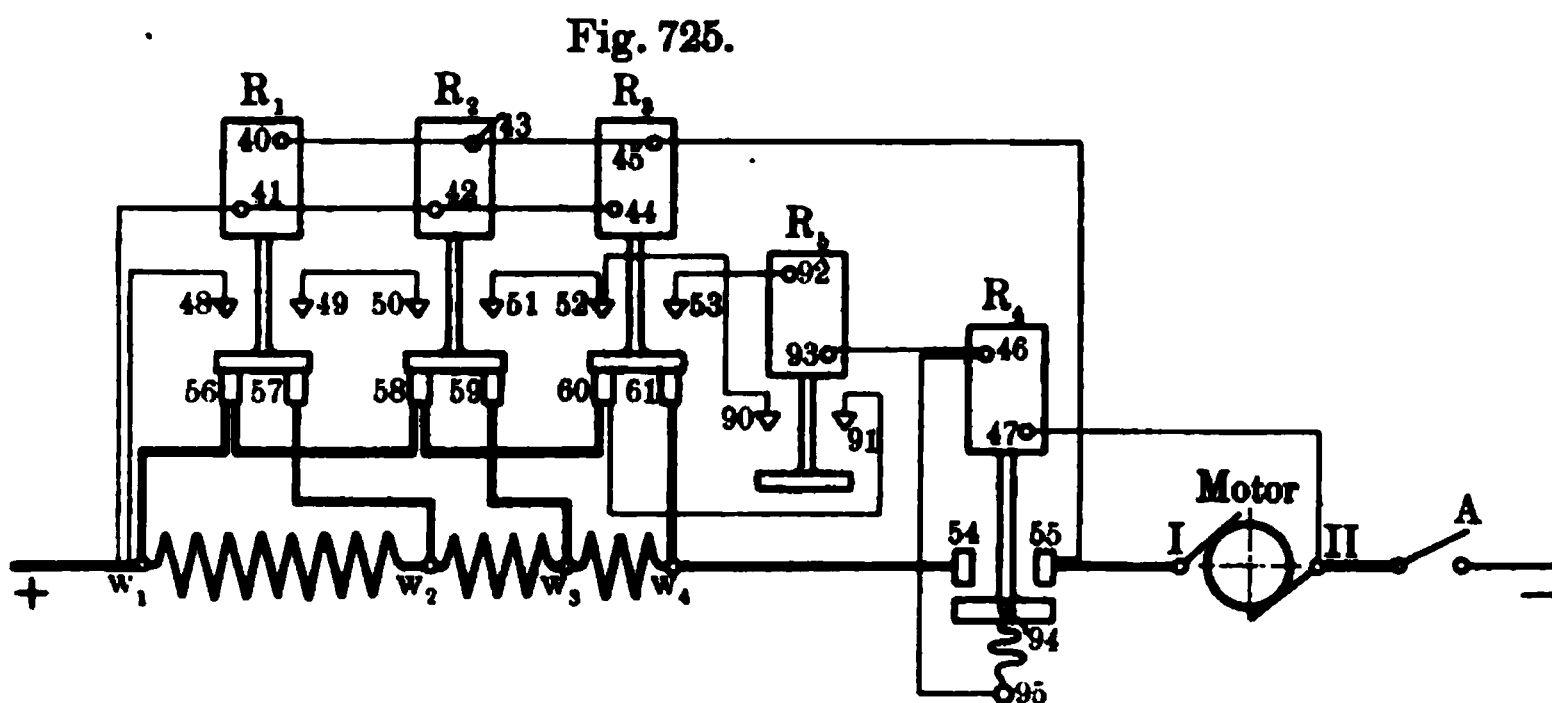 Fig. 725.
R₁ R₂ R₃
40 43 45
41 42 44
R₅
92
48 49 50 51 52 53
R₄
93 46
56 57 58 59 60 61
90 91 47
Motor
54 55 I II A
+ w₁ w₂ w₃ w₄ −
94
95